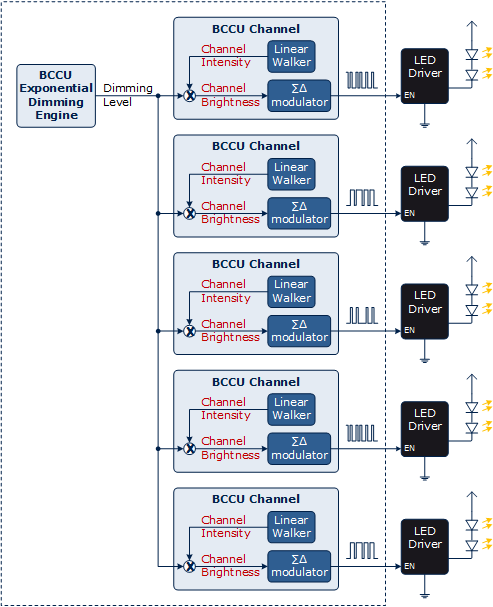 BCCU
Exponential
Dimming
Engine
Dimming
Level
BCCU Channel
Channel
Intensity
Linear
Walker
X
Channel
Brightness
ΣΔ
modulator
LED
Driver
EN
BCCU Channel
Channel
Intensity
Linear
Walker
X
Channel
Brightness
ΣΔ
modulator
LED
Driver
EN
BCCU Channel
Channel
Intensity
Linear
Walker
X
Channel
Brightness
ΣΔ
modulator
LED
Driver
EN
BCCU Channel
Channel
Intensity
Linear
Walker
X
Channel
Brightness
ΣΔ
modulator
LED
Driver
EN
BCCU Channel
Channel
Intensity
Linear
Walker
X
Channel
Brightness
ΣΔ
modulator
LED
Driver
EN